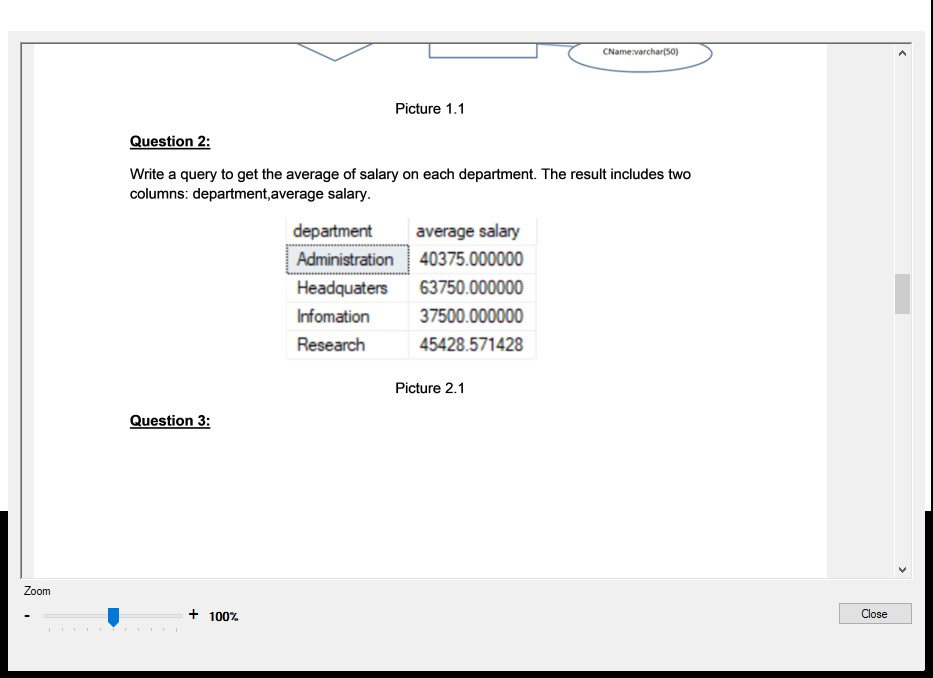 CName:varchar(50)
Picture 1.1
Question 2:
Write a query to get the average of salary on each department. The result includes two
columns: department,average salary.
department average salary
Administration 40375.000000
Headquaters 63750.000000
Infomation 37500.000000
Research 45428.571428
Picture 2.1
Question 3:
Zoom
- + 100%
Close